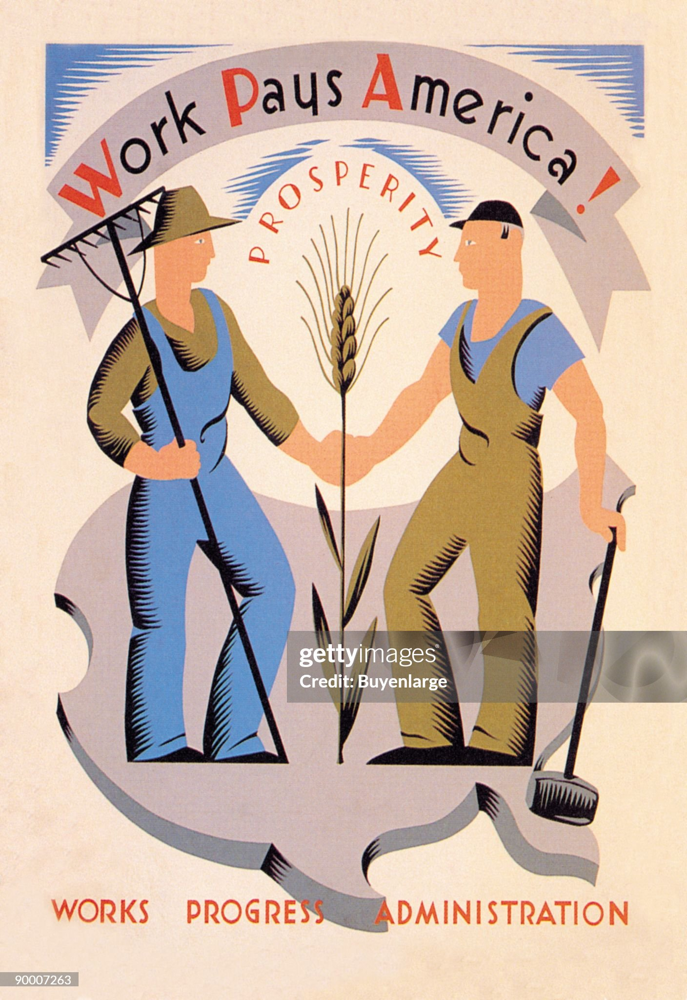 Work Pays America!
PROSPERITY
gettyimages®
Credit: Buyenlarge
WORKS PROGRESS ADMINISTRATION
90007263